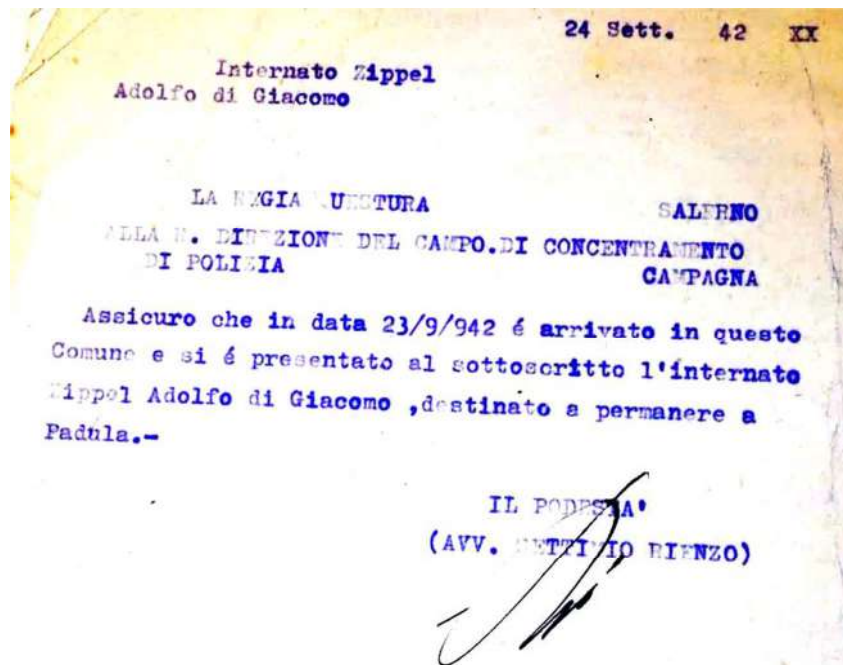 24 Sett. 42 XX
Internato Zippel
Adolfo di Giacomo
LA REGIA QUESTURA SALERNO
ALLA R. DIREZIONE DEL CAMPO.DI CONCENTRAMENTO
DI POLIZIA CAMPAGNA
Assicuro che in data 23/9/942 é arrivato in questo
Comune e si é presentato al sottoscritto l'internato
Zippel Adolfo di Giacomo ,destinato a permanere a
Padula.-
IL PODESTA'
(AVV. SETTIMIO RIENZO)